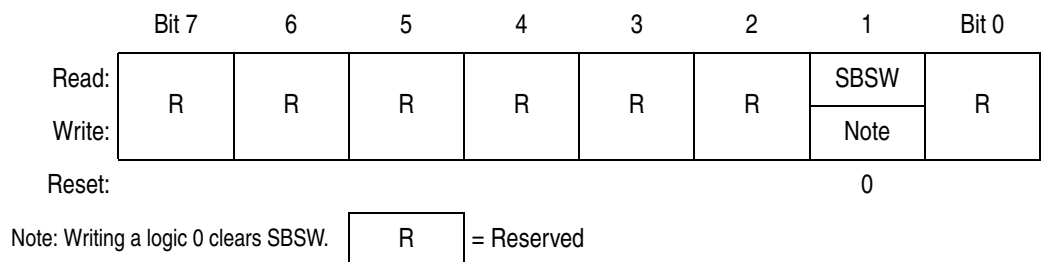 Bit 7 6 5 4 3 2 1 Bit 0
Read: R R R R R R SBSW R
Write: Note
Reset: 0
Note: Writing a logic 0 clears SBSW. R = Reserved